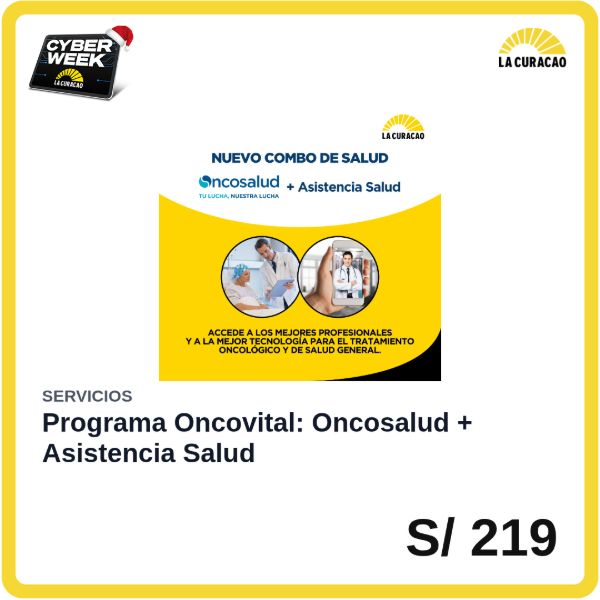 CYBER
WEEK
LA CURACAO
LA CURACAO
LA CURACAO
NUEVO COMBO DE SALUD
Oncosalud + Asistencia Salud
TU LUCHA, NUESTRA LUCHA
ACCEDE A LOS MEJORES PROFESIONALES
Y A LA MEJOR TECNOLOGÍA PARA EL TRATAMIENTO
ONCOLÓGICO Y DE SALUD GENERAL.
SERVICIOS
Programa Oncovital: Oncosalud +
Asistencia Salud
S/ 219